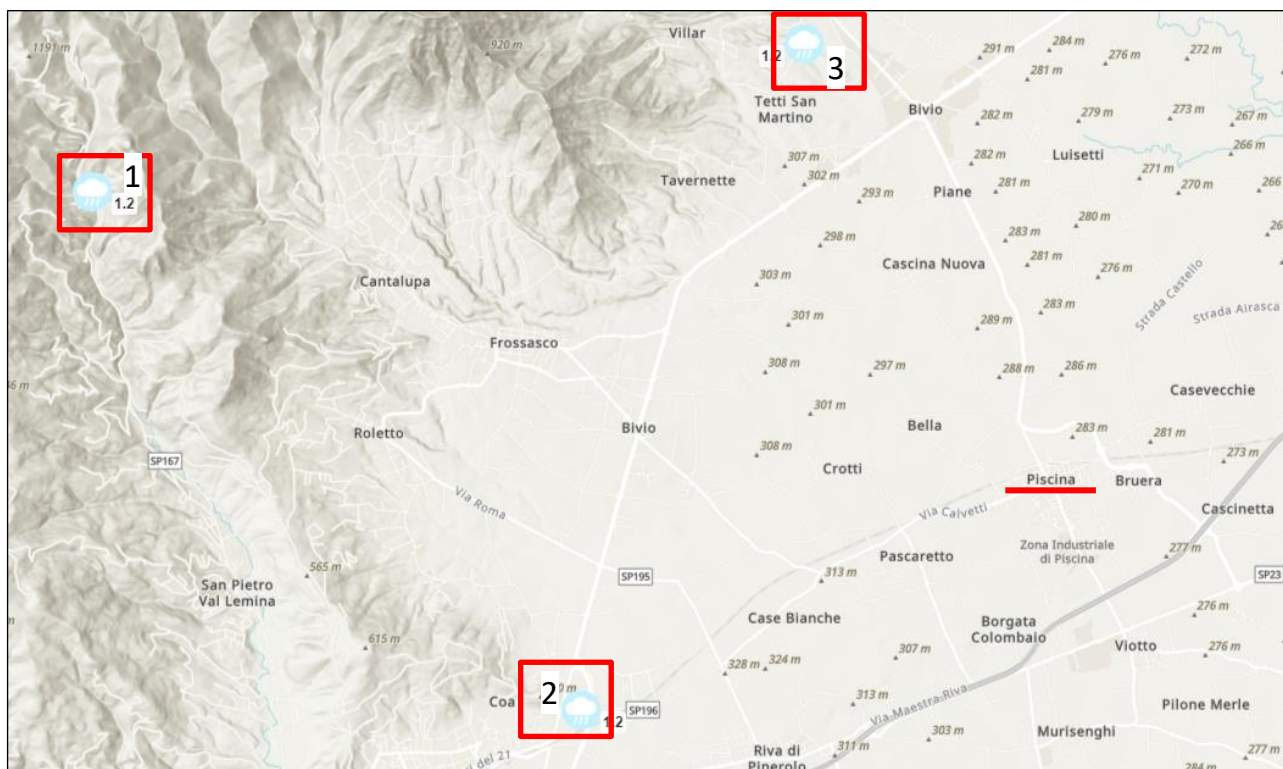 1191 m
920 m
Villar
1.2
3
284 m
291 m
276 m
272 m
281 m
Tetti San
Martino
Bivio
282 m
279 m
273 m
267 m
1
1.2
307 m
302 m
Tavernette
282 m
Luisetti
266 m
271 m
293 m
Piane
281 m
270 m
266
280 m
298 m
283 m
Cascina Nuova
281 m
276 m
Cantalupa
303 m
Strada Castello
301 m
289 m
283 m
Strada Airasca
Frossasco
308 m
297 m
288 m
286 m
Casevecchie
301 m
Roletto
Bivio
Bella
283 m
281 m
308 m
273 m
SP167
Crotti
Piscina
Bruera
Via Roma
Via Calvetti
Cascinetta
Pascaretto
Zona Industriale
di Piscina
277 m
565 m
San Pietro
Val Lemina
SP195
313 m
SP23
Case Bianche
Borgata
Colombaio
276 m
615 m
307 m
Viotto
276 m
328 m
324 m
Coa
2
0 m
1.2
SP196
313 m
Via Maestra Riva
Pilone Merle
303 m
Murisenghi
i del 21
Riva di
Pinerolo
311 m
277 m
284 m